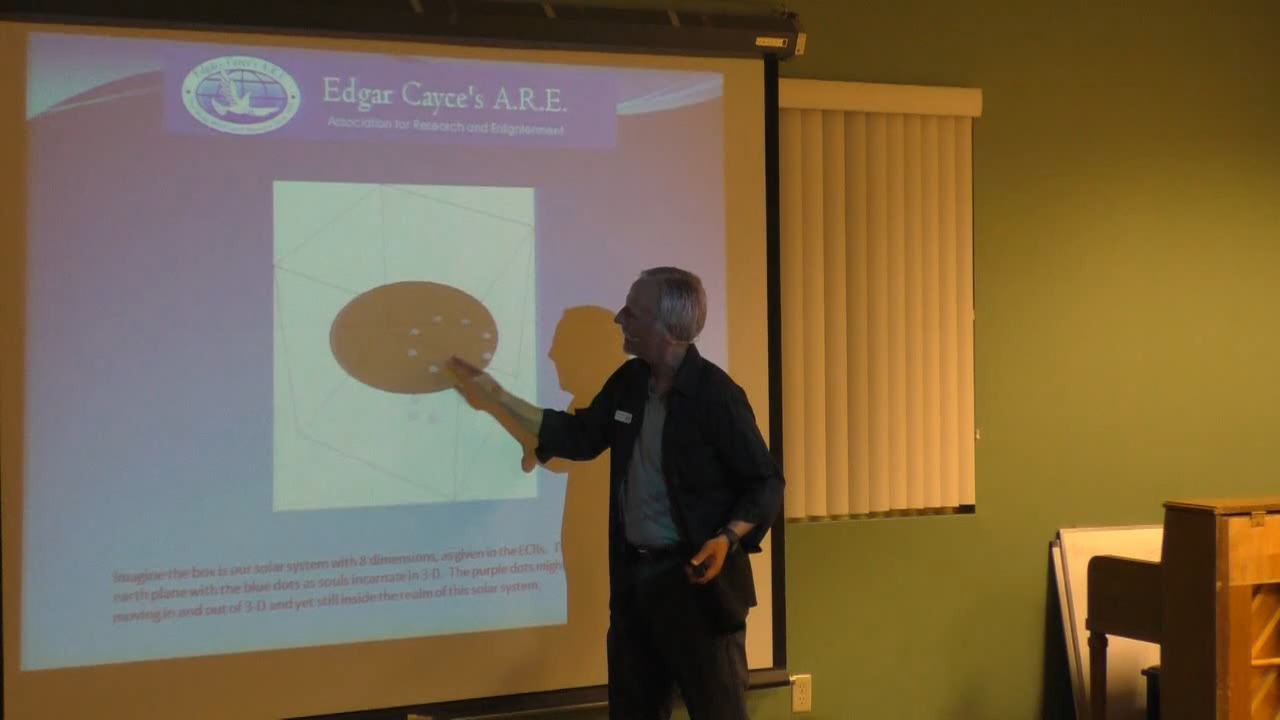 Edgar Cayce's A.R.E.
Edgar Cayce's A.R.E.
Association for Research and Enlightenment
Imagine the box is our solar system with 8 dimensions, as given in the ECRs. T
earth plane with the blue dots as souls incarnate in 3-D. The purple dots migh
moving in and out of 3-D and yet still inside the realm of this solar system.